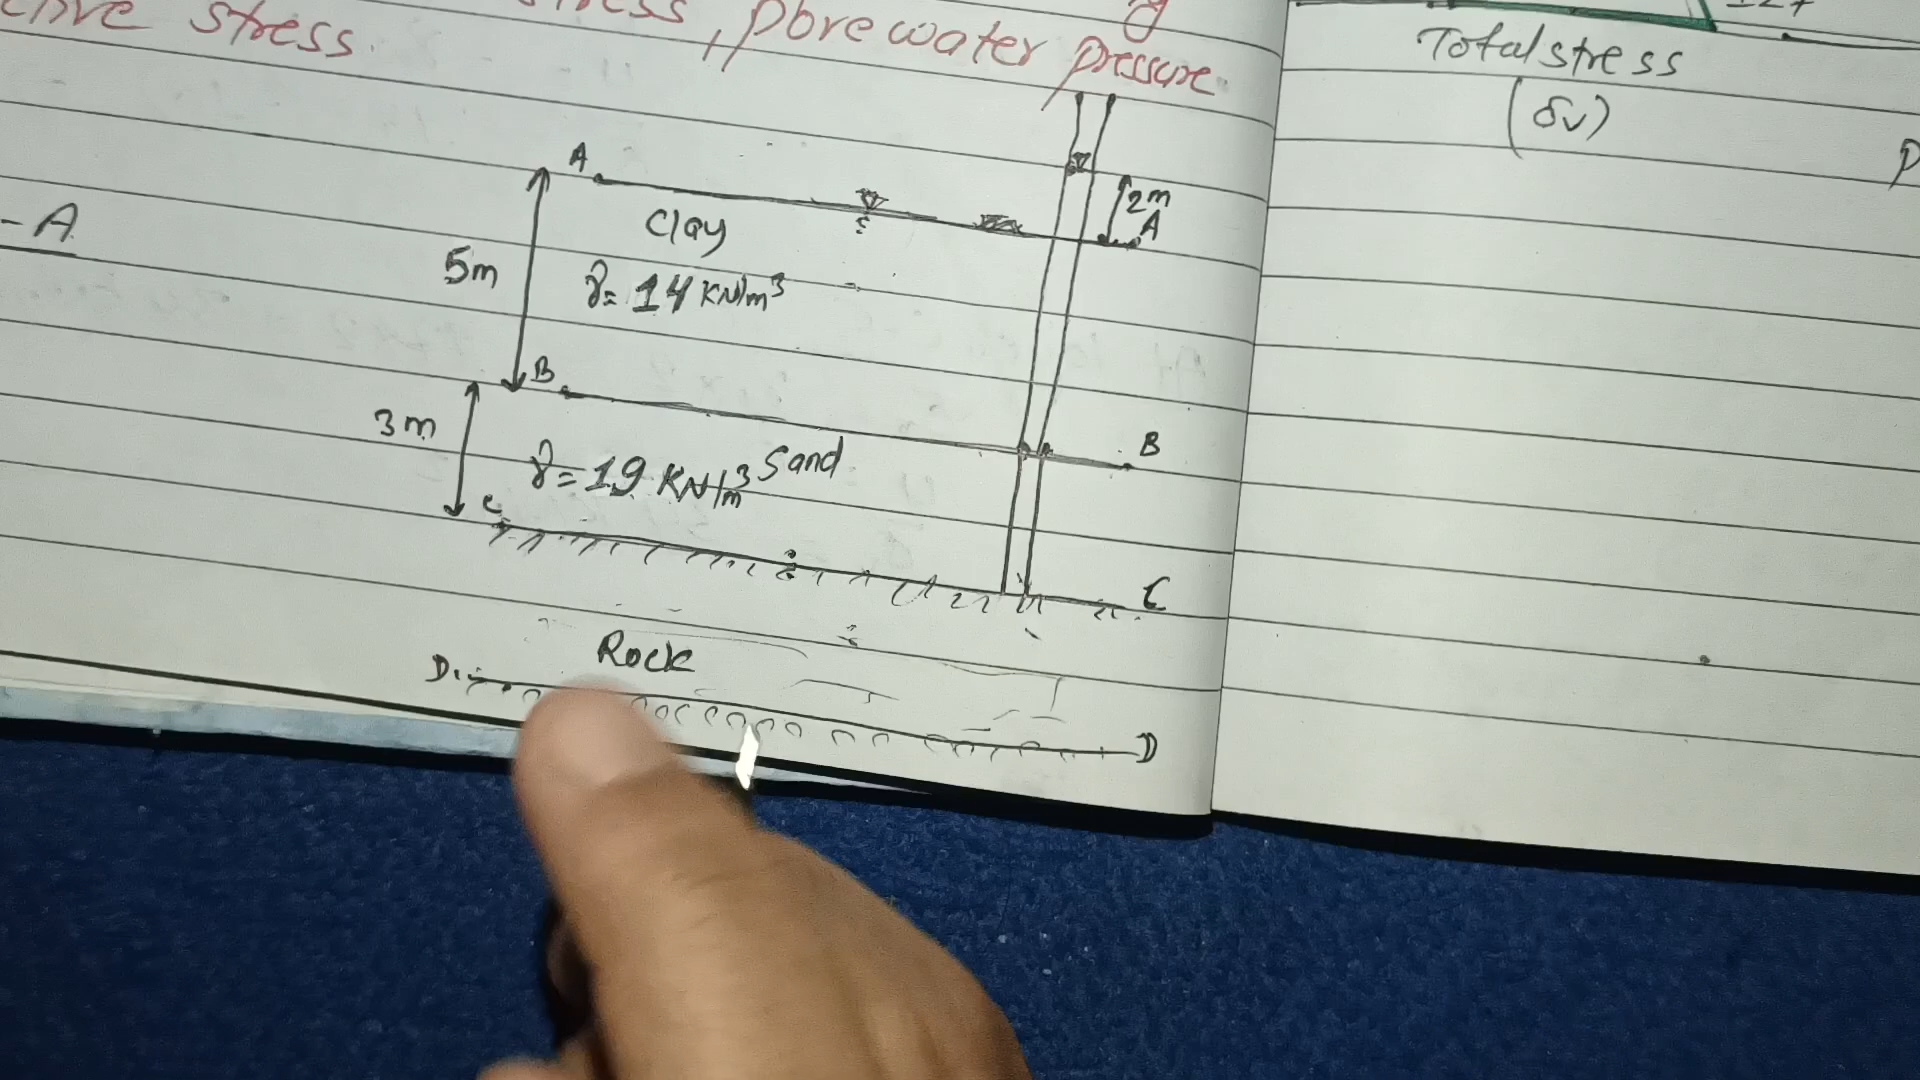 stress, pore water pressure
stress.
Total stress
(σv)
A
2m
A
- A
Clay
5m
γ = 14 KN/m3
B
B
3m
γ = 19 KN/m3 Sand
C
C
Rock
D
D